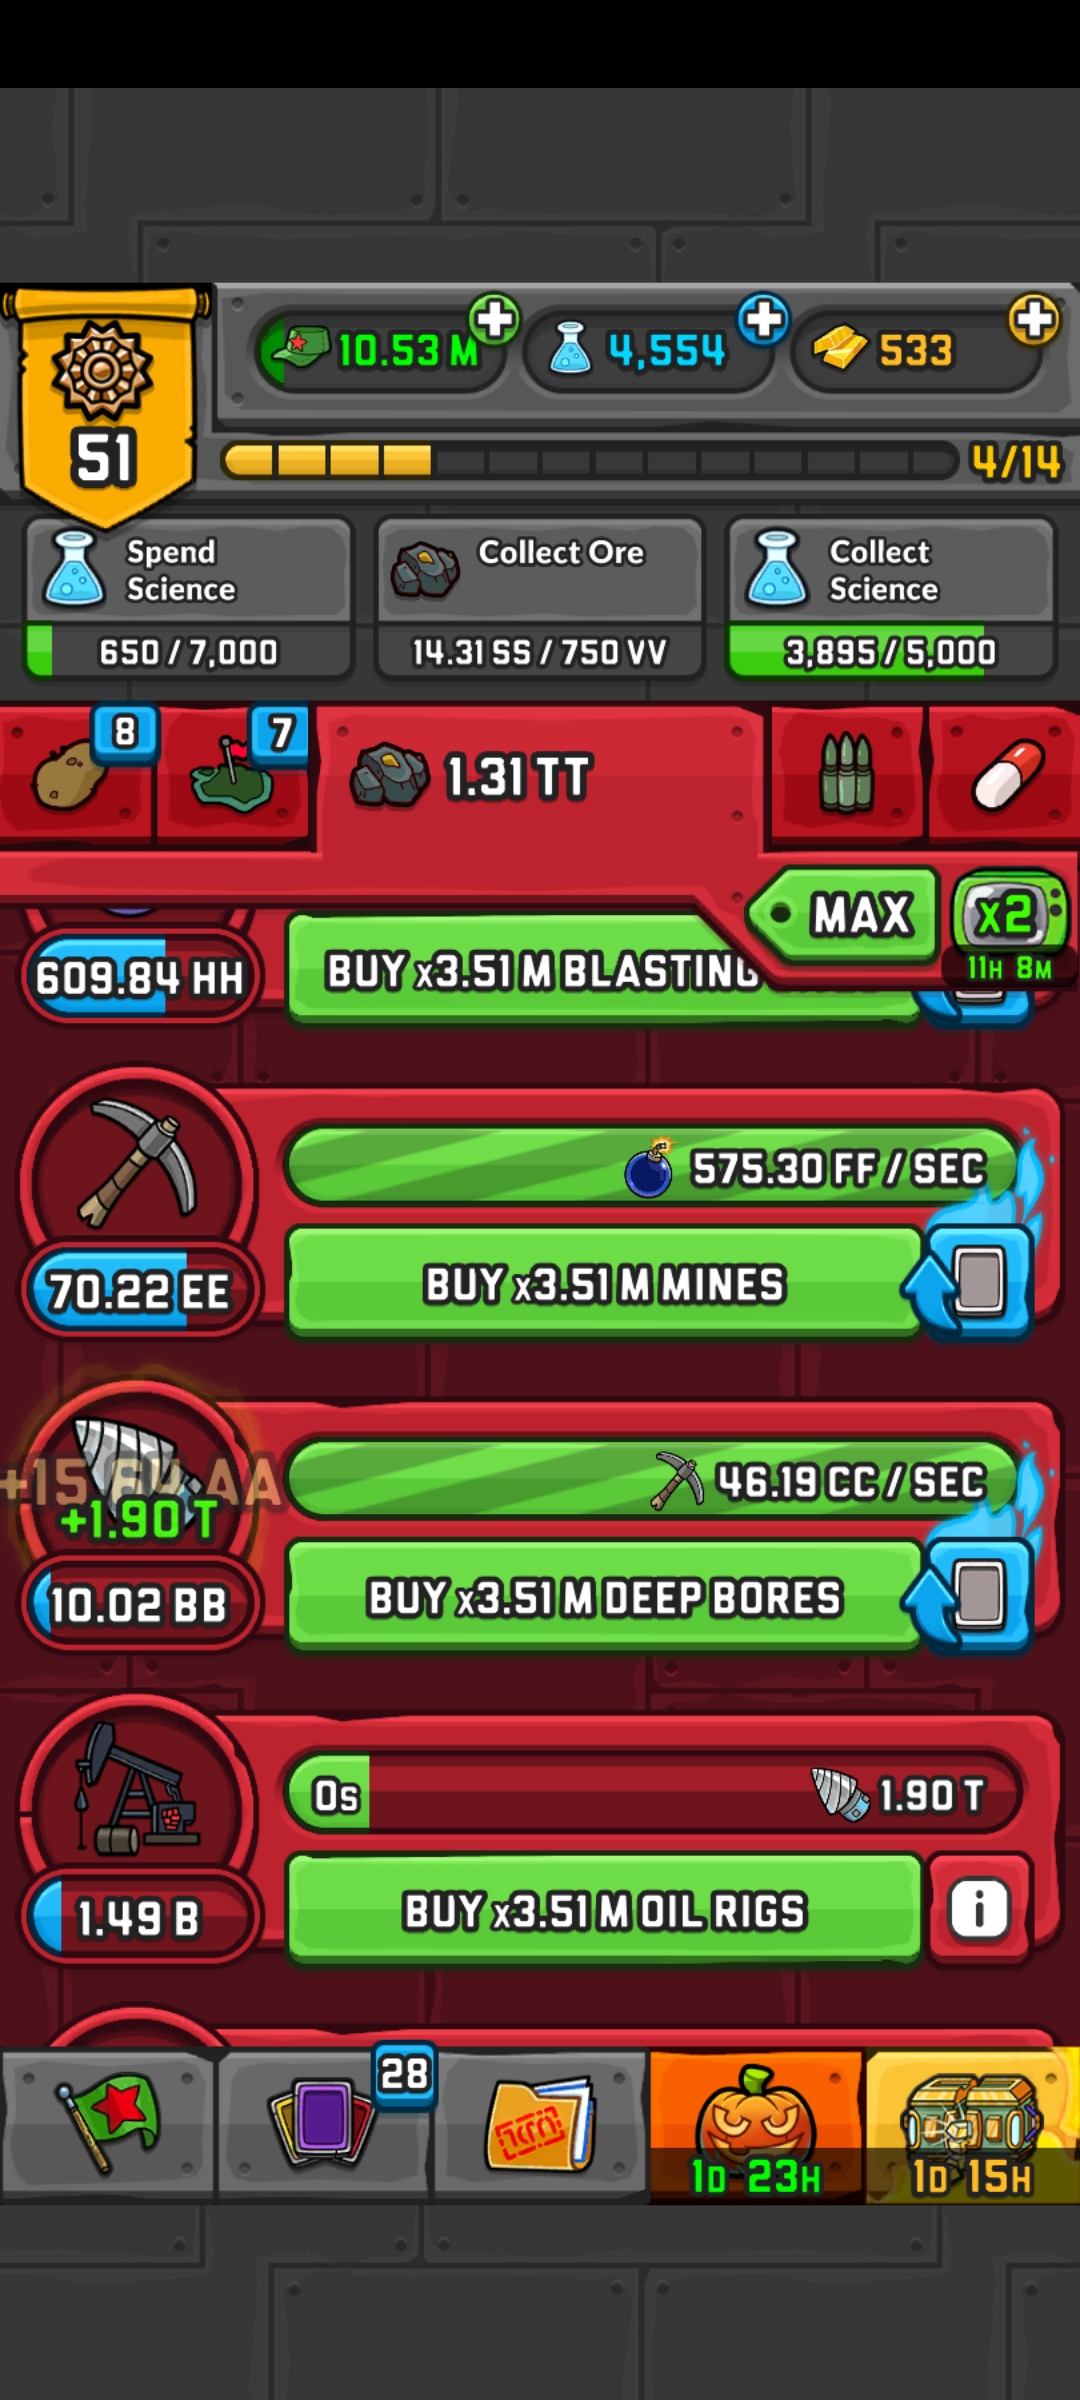 10.53 M
4,554
533
51
4/14
Spend
Science
650 / 7,000
Collect Ore
14.31 SS / 750 VV
Collect
Science
3,895 / 5,000
8
7
1.31 TT
MAX
x2
11H 8M
609.84 HH
BUY x3.51 M BLASTING
575.30 FF / SEC
70.22 EE
BUY x3.51 M MINES
46.19 CC / SEC
+15.64 AA
+1.90 T
10.02 BB
BUY x3.51 M DEEP BORES
0s
1.90 T
1.49 B
BUY x3.51 M OIL RIGS
28
1D 23H
1D 15H